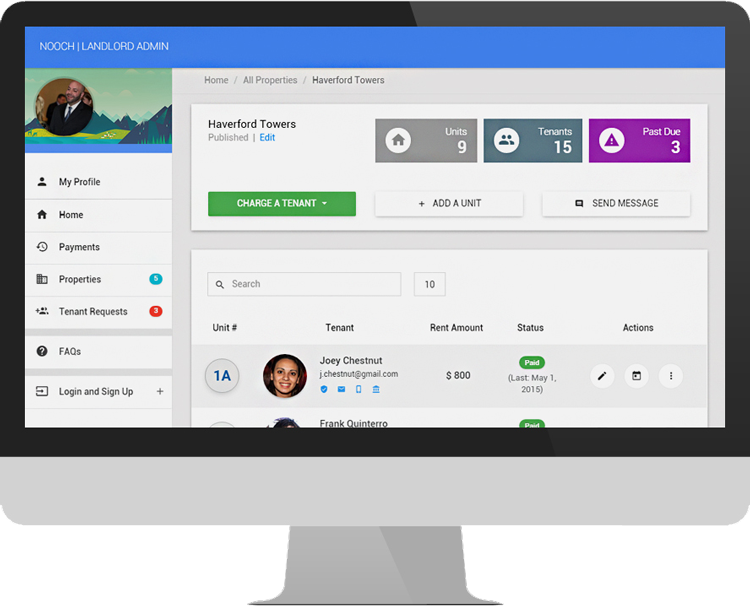 NOOCH | LANDLORD ADMIN
Home / All Properties / Haverford Towers
Haverford Towers
Published | Edit
Units
9
Tenants
15
Past Due
3
My Profile
Home
Payments
Properties 5
Tenant Requests 3
FAQs
Login and Sign Up +
CHARGE A TENANT
+ ADD A UNIT
SEND MESSAGE
Search
10
Unit # Tenant Rent Amount Status Actions
1A
Joey Chestnut
j.chestnut@gmail.com
$ 800
Paid
(Last: May 1,
2015)
Frank Quinterro
Paid